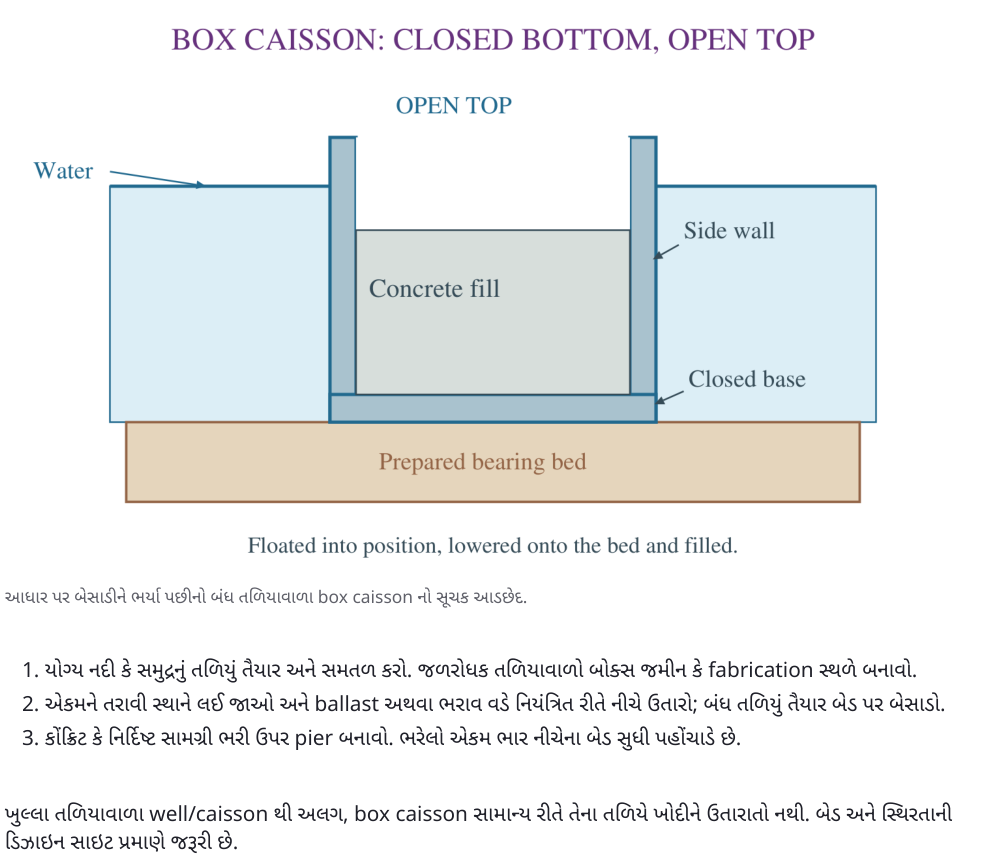 BOX CAISSON: CLOSED BOTTOM, OPEN TOP
OPEN TOP
Water
Side wall
Concrete fill
Closed base
Prepared bearing bed
Floated into position, lowered onto the bed and filled.
આધાર પર બેસાડીને ભર્યા પછીનો બંધ તળિયાવાળા box caisson નો સૂચક આડછેદ.
1. યોગ્ય નદી કે સમુદ્રનું તળિયું તૈયાર અને સમતળ કરો. જળરોધક તળિયાવાળો બોક્સ જમીન કે fabrication સ્થળે બનાવો.
2. એકમને તરાવી સ્થાને લઈ જાઓ અને ballast અથવા ભરાવ વડે નિયંત્રિત રીતે નીચે ઉતારો; બંધ તળિયું તૈયાર બેડ પર બેસાડો.
3. કોંક્રિટ કે નિર્દિષ્ટ સામગ્રી ભરી ઉપર pier બનાવો. ભરેલો એકમ ભાર નીચેના બેડ સુધી પહોંચાડે છે.
ખુલ્લા તળિયાવાળા well/caisson થી અલગ, box caisson સામાન્ય રીતે તેના તળિયે ખોદીને ઉતારાતો નથી. બેડ અને સ્થિરતાની
ડિઝાઇન સાઇટ પ્રમાણે જરૂરી છે.